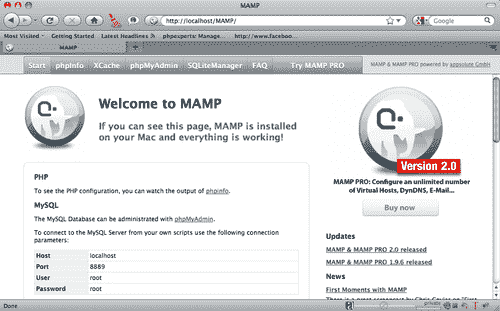 MAMP
http://localhost/MAMP/
Google
Most Visited Getting Started Latest Headlines phpexperts: Manage... http://www.faceboo...
MAMP
Start phpInfo XCache phpMyAdmin SQLiteManager FAQ Try MAMP PRO
MAMP & MAMP PRO powered by appsolute GmbH
Welcome to MAMP
If you can see this page, MAMP is installed
on your Mac and everything is working!
PHP
To see the PHP configuration, you can watch the output of phpinfo.
MySQL
The MySQL Database can be administrated with phpMyAdmin.
To connect to the MySQL Server from your own scripts use the following connection
parameters:
Host localhost
Port 8889
User root
Password root
Version 2.0
MAMP PRO: Configure an unlimited number
of Virtual Hosts, DynDNS, E-Mail...
Buy now
Updates
MAMP & MAMP PRO 2.0 released
MAMP & MAMP PRO 1.9.6 released
News
First Moments with MAMP
There is a great screencast by Chris
Done
private